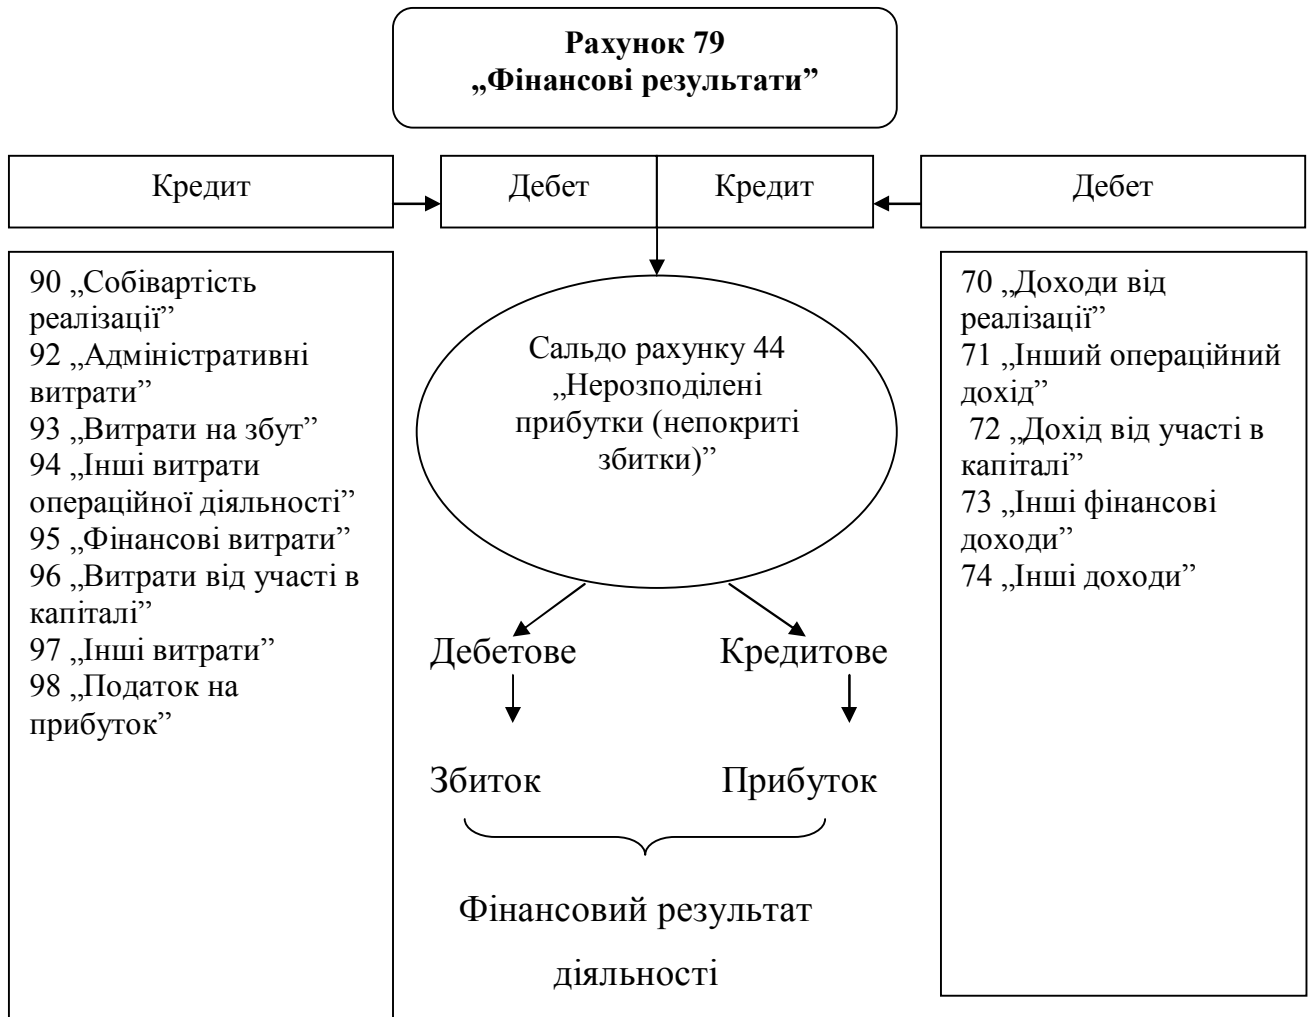 Рахунок 79
„Фінансові результати”
Кредит
Дебет
Кредит
Дебет
90 „Собівартість
реалізації”
92 „Адміністративні
витрати”
93 „Витрати на збут”
94 „Інші витрати
операційної діяльності”
95 „Фінансові витрати”
96 „Витрати від участі в
капіталі”
97 „Інші витрати”
98 „Податок на
прибуток”
Сальдо рахунку 44
„Нерозподілені
прибутки (непокриті
збитки)”
Дебетове
Кредитове
Збиток
Прибуток
Фінансовий результат
діяльності
70 „Доходи від
реалізації”
71 „Інший операційний
дохід”
72 „Дохід від участі в
капіталі”
73 „Інші фінансові
доходи”
74 „Інші доходи”